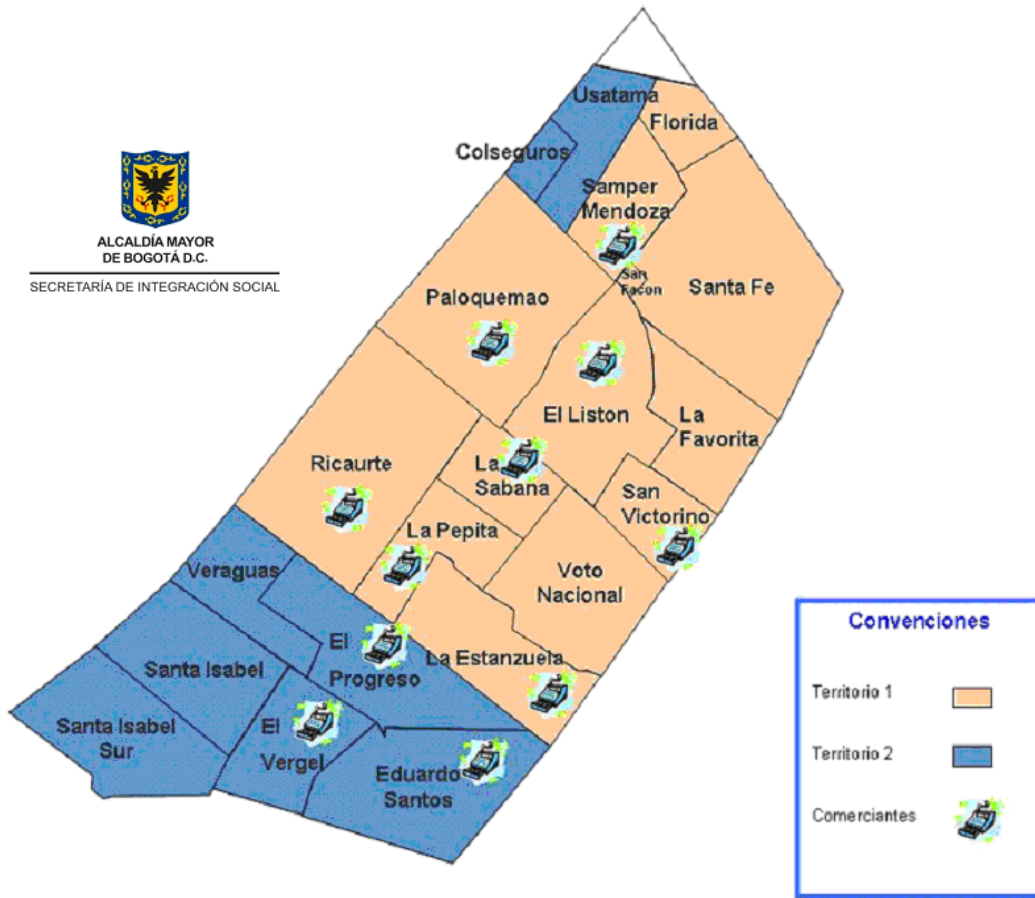 Usatama
Florida
Colseguros
Samper
Mendoza
ALCALDÍA MAYOR
DE BOGOTÁ D.C.
SECRETARÍA DE INTEGRACIÓN SOCIAL
San
Facon
Santa Fe
Paloquemao
El Liston
La
Favorita
Ricaurte
La
Sabana
San
Victorino
La Pepita
Voto
Nacional
Veraguas
El
Progreso
La Estanzuela
Santa Isabel
Santa Isabel
Sur
El
Vergel
Eduardo
Santos
Convenciones
Territorio 1
Territorio 2
Comerciantes